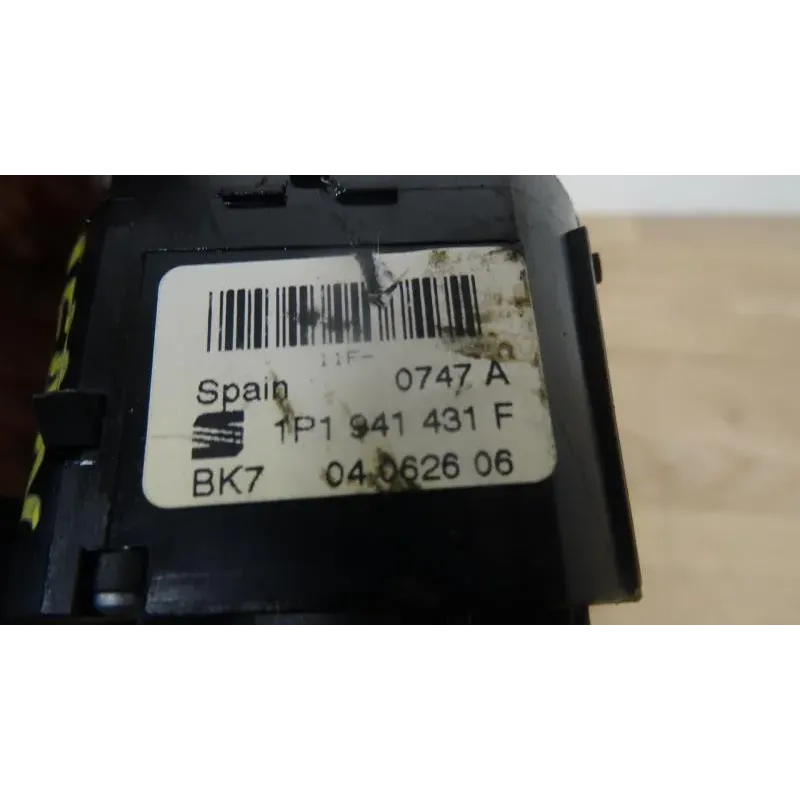 11F-
Spain 0747 A
1P1 941 431 F
BK7 04 0626 06